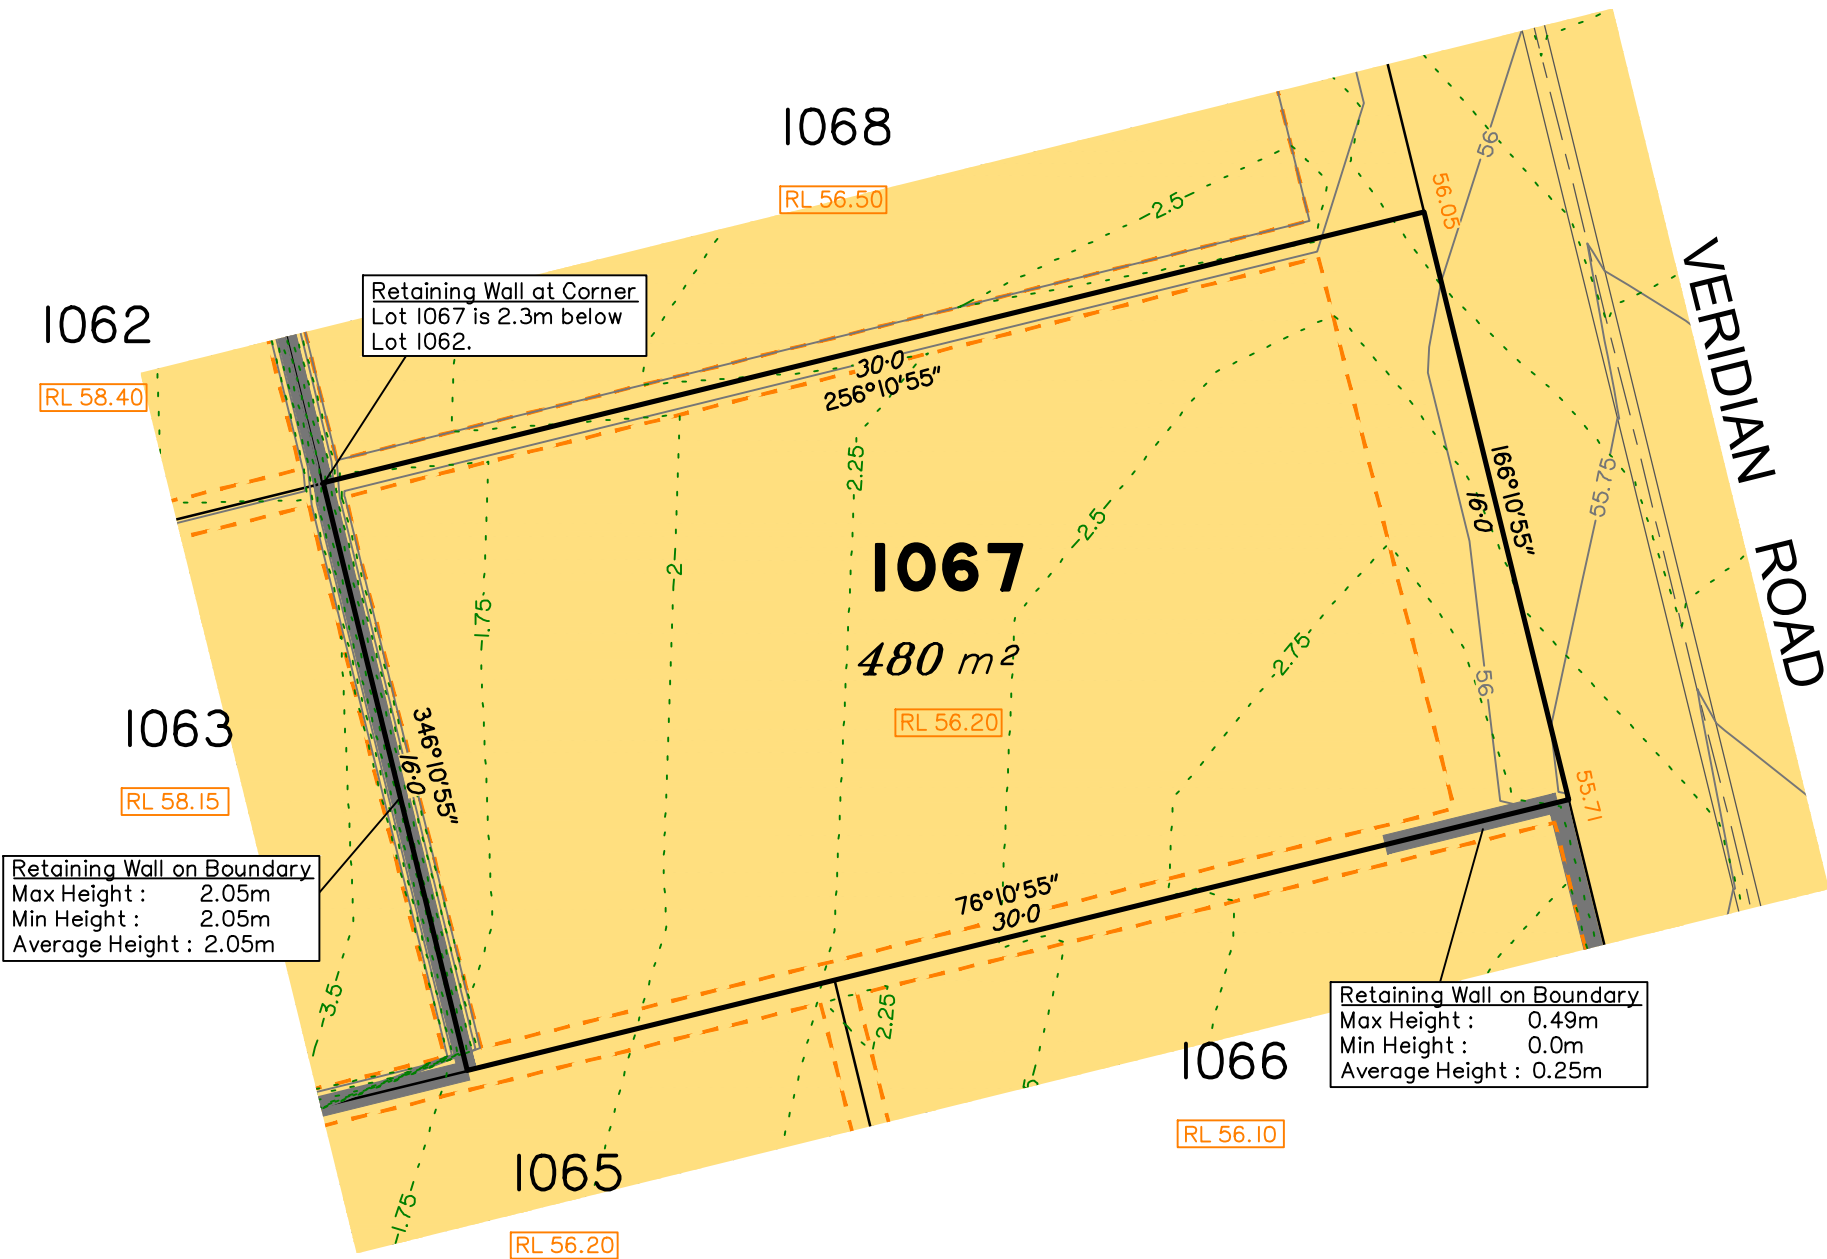 1068
RL 56.50
2.5
56
56.05
VERIDIAN ROAD
1062
RL 58.40
Retaining Wall at Corner
Lot 1067 is 2.3m below
Lot 1062.
30·0
256°10'55"
2.25
2.5
166°10'55"
16·0
55.75
1067
480 m²
RL 56.20
2
1.75
2.75
56
1063
RL 58.15
346°10'55"
16·0
55.71
Retaining Wall on Boundary
Max Height : 2.05m
Min Height : 2.05m
Average Height : 2.05m
76°10'55"
30·0
3.5
2.25
Retaining Wall on Boundary
Max Height : 0.49m
Min Height : 0.0m
Average Height : 0.25m
1066
RL 56.10
1065
1.75
RL 56.20